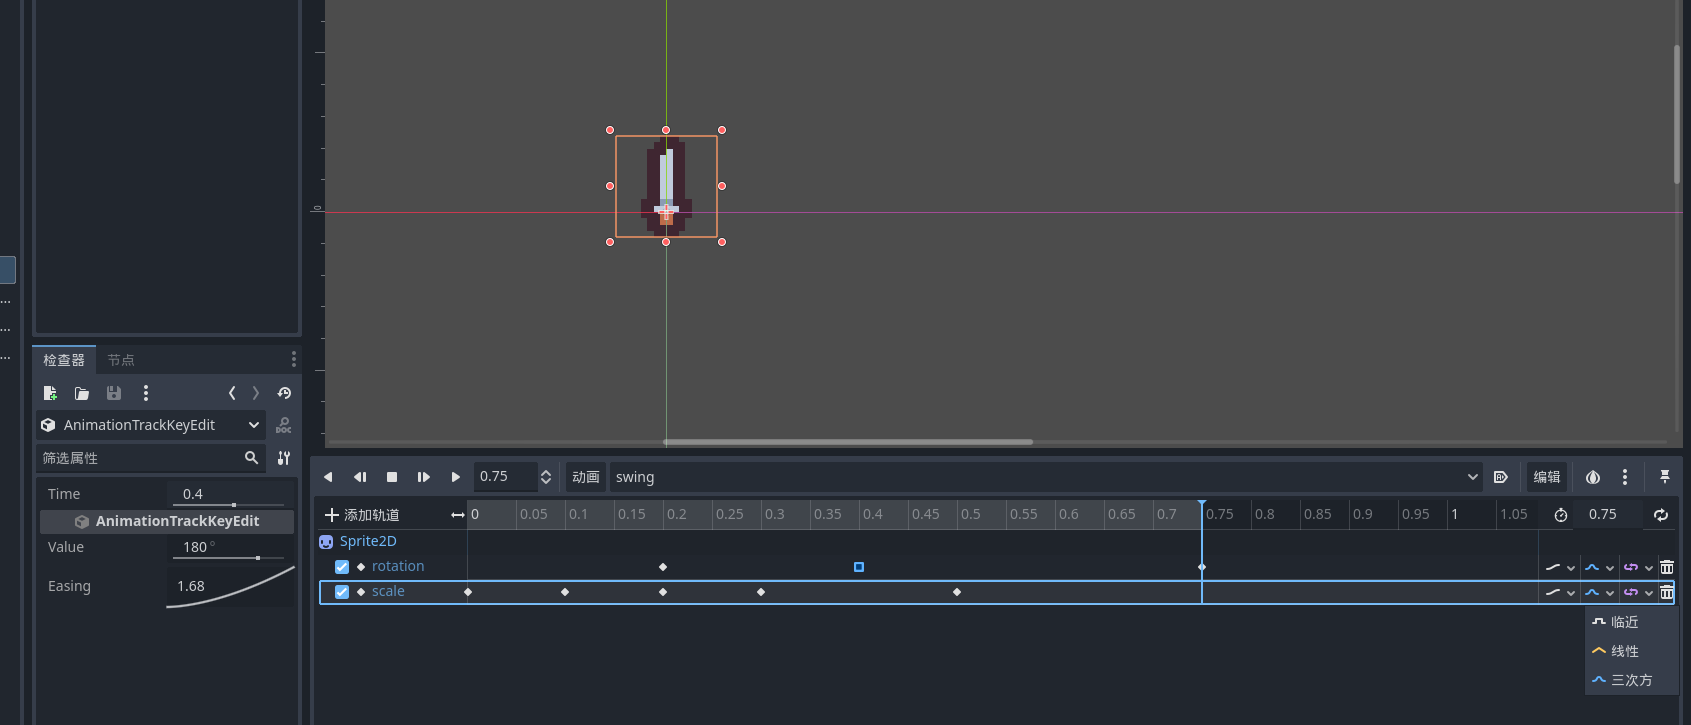 0
...
...
...
检查器 节点
AnimationTrackKeyEdit
DOC
筛选属性
Time 0.4
AnimationTrackKeyEdit
Value 180 °
Easing 1.68
0.75 动画 swing 编辑
添加轨道 0 0.05 0.1 0.15 0.2 0.25 0.3 0.35 0.4 0.45 0.5 0.55 0.6 0.65 0.7 0.75 0.8 0.85 0.9 0.95 1 1.05 0.75
Sprite2D
rotation
scale
临近
线性
三次方